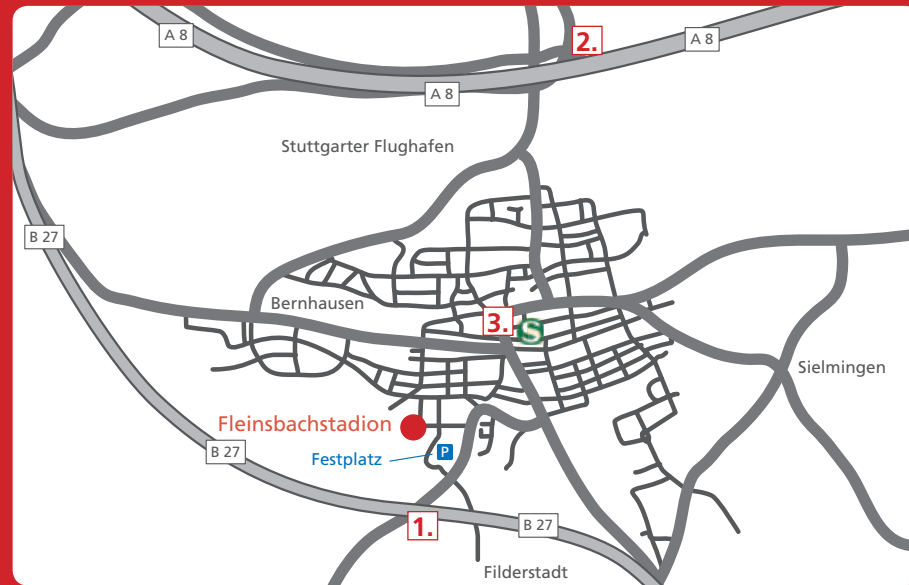 A 8
2.
A 8
A 8
Stuttgarter Flughafen
B 27
Bernhausen
3.
S
Sielmingen
Fleinsbachstadion
B 27
Festplatz
P
1.
B 27
Filderstadt